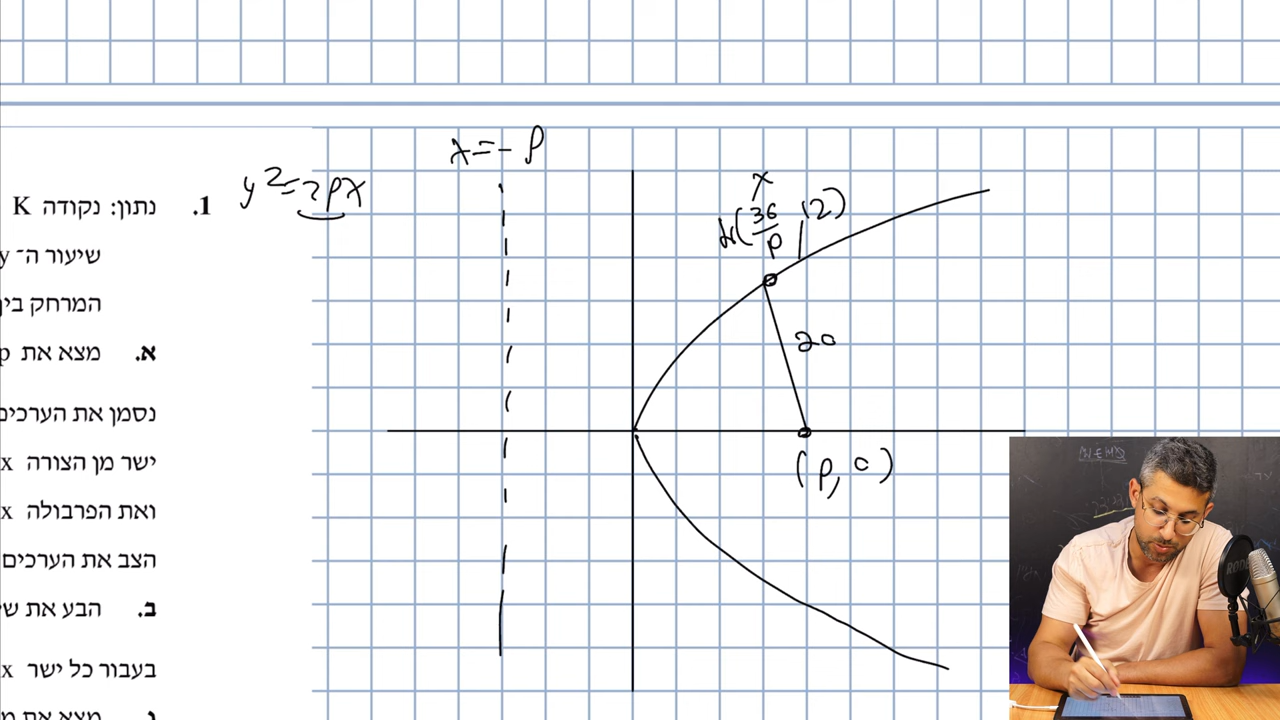 1. נתון: נקודה K
y² = 2px
שיעור ה־ y
המרחק בין
א. מצא את p
נסמן את הערכים
ישר מן הצורה x
ואת הפרבולה x
הצב את הערכים
ב. הבע את שי
בעבור כל ישר x
x = - p
x
k(36/p, 12)
20
(p, 0)